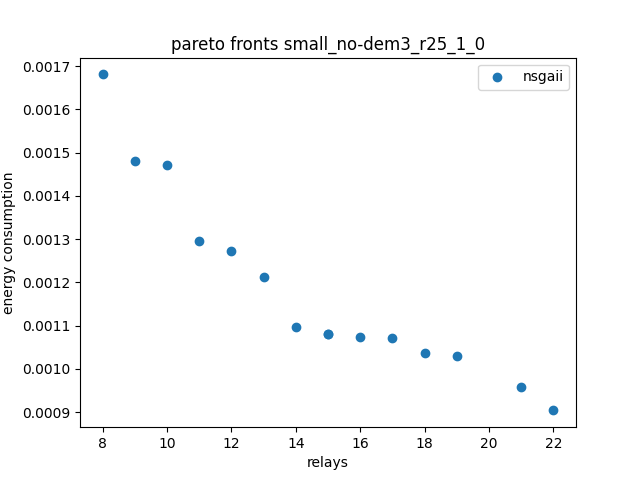 pareto fronts small_no-dem3_r25_1_0
nsgaii
0.0017
0.0016
0.0015
0.0014
0.0013
0.0012
0.0011
0.0010
0.0009
energy consumption
8 10 12 14 16 18 20 22
relays